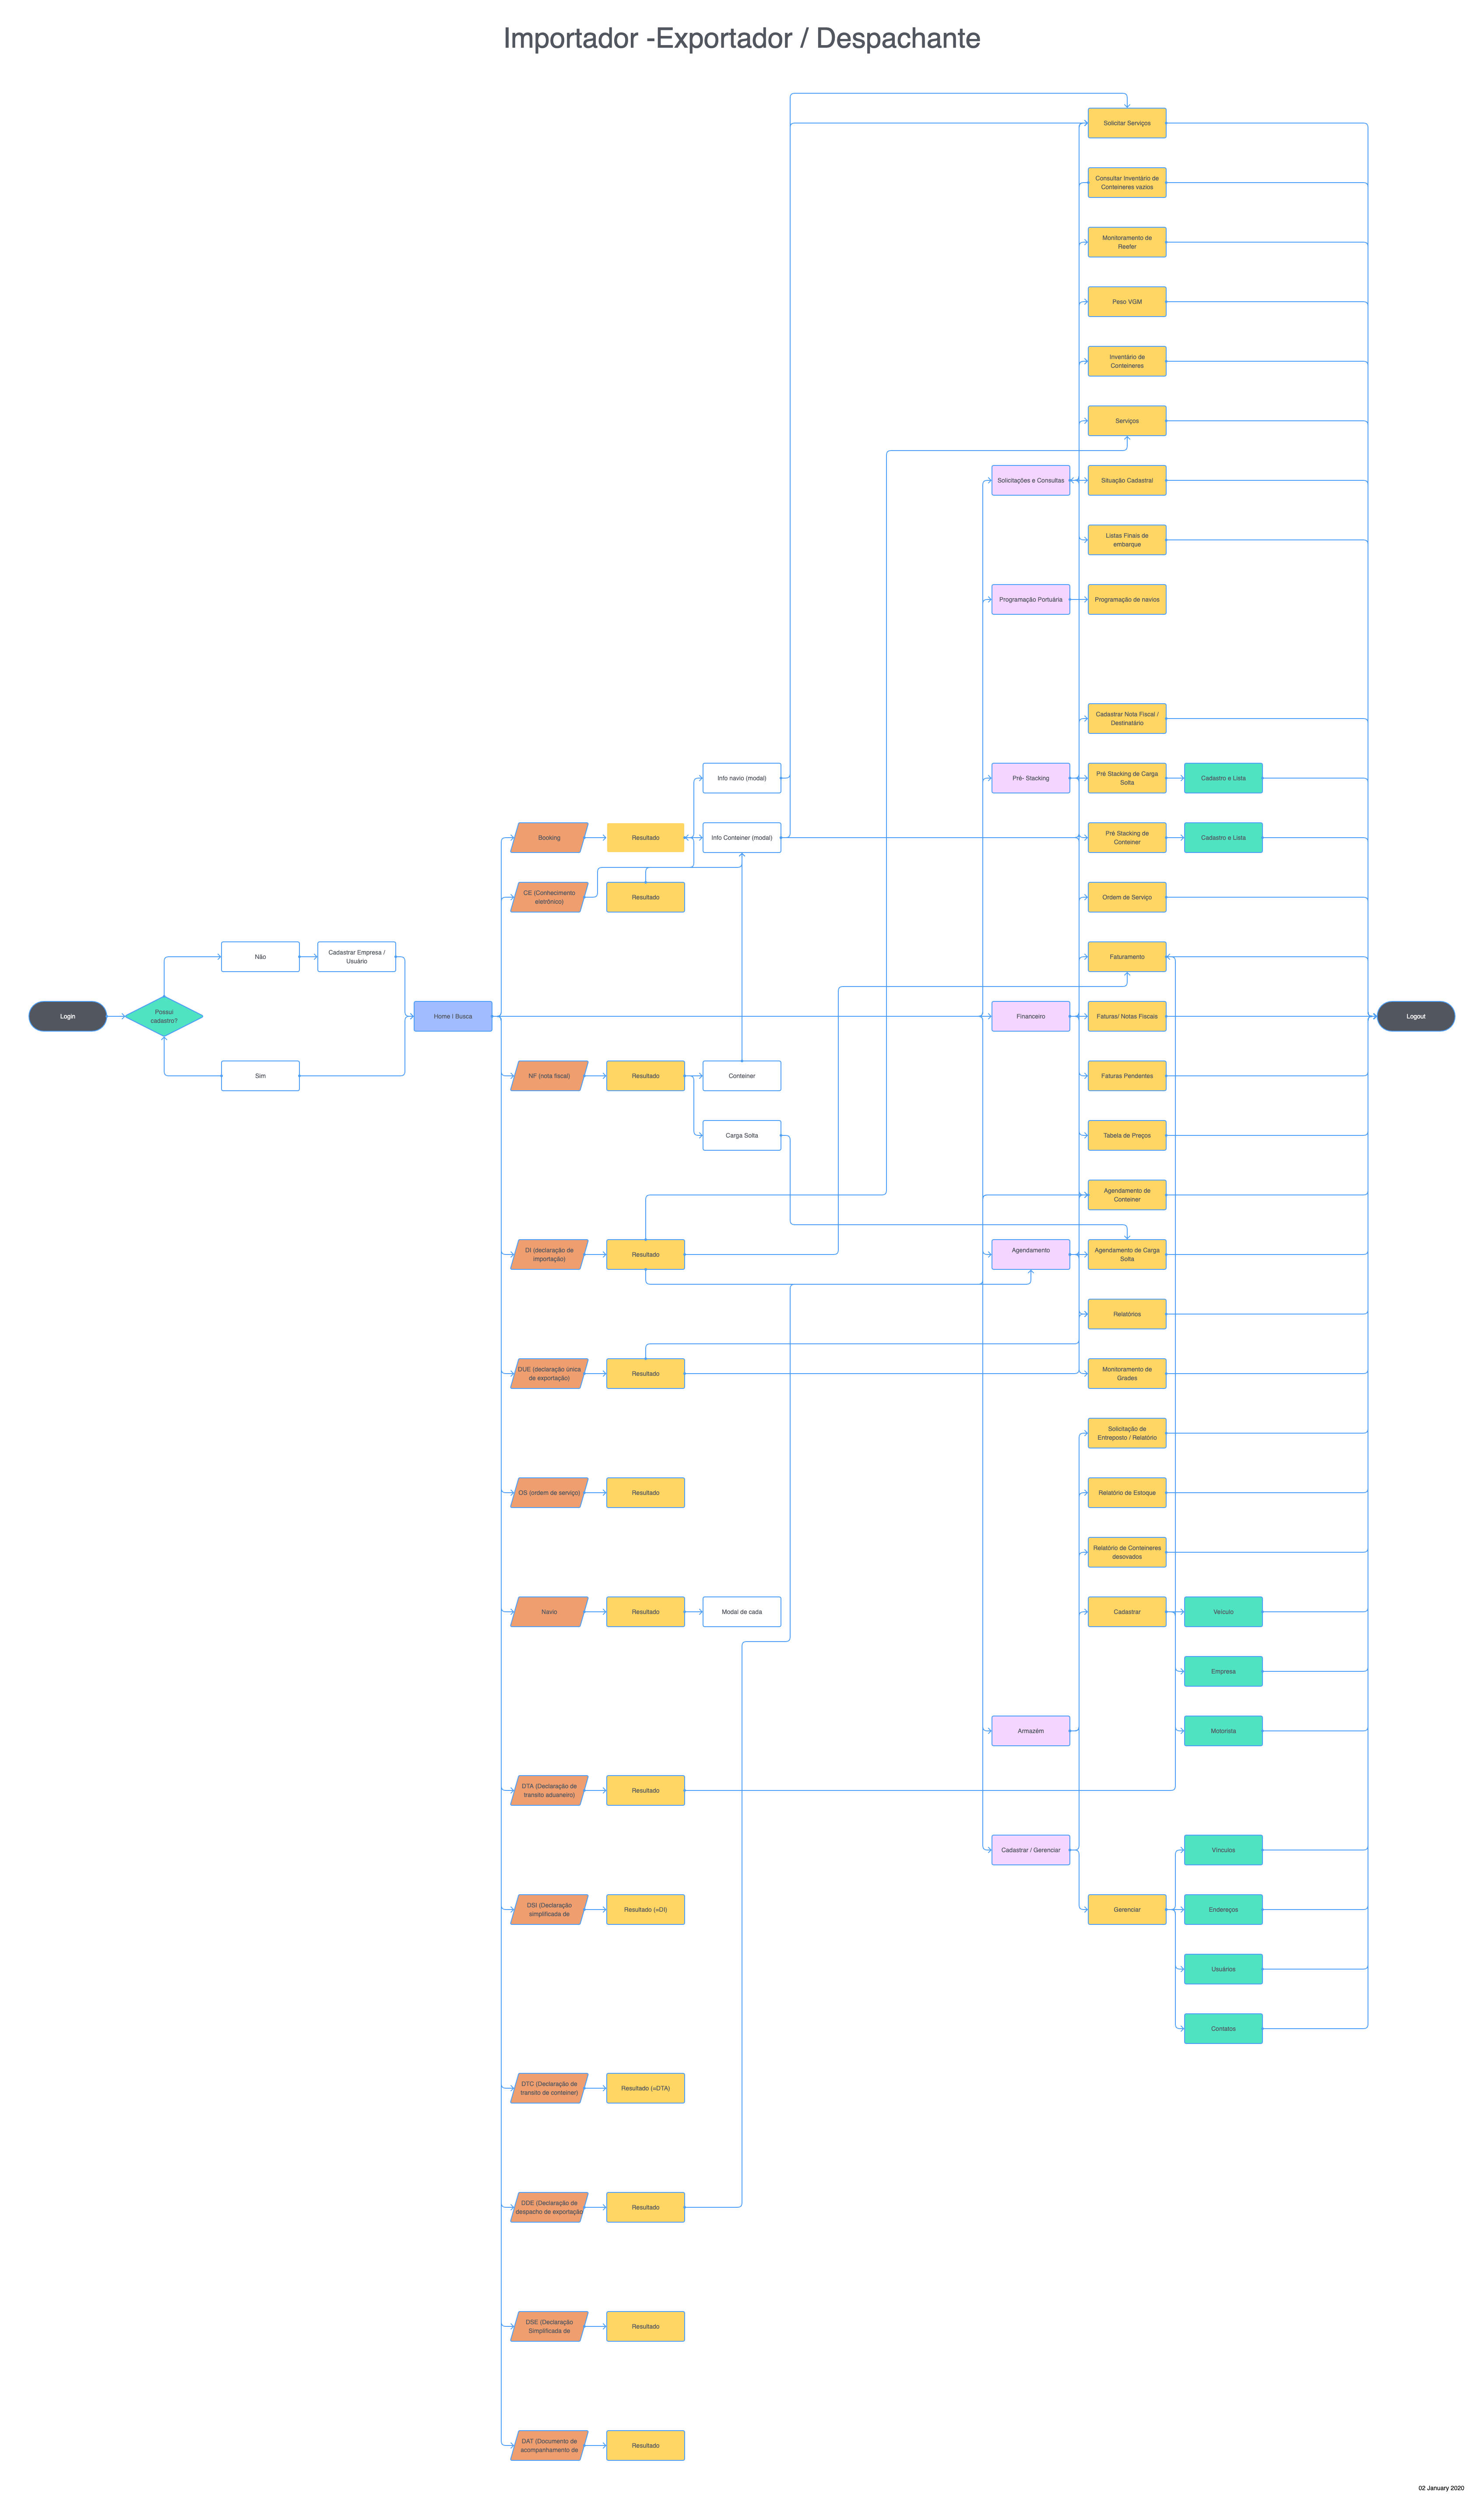 Importador -Exportador / Despachante
Solicitar Serviços
Consultar Inventário de
Conteineres vazios
Monitoramento de
Reefer
Peso VGM
Inventário de
Conteineres
Serviços
Solicitações e Consultas
Situação Cadastral
Listas Finais de
embarque
Programação Portuária
Programação de navios
Cadastrar Nota Fiscal /
Destinatário
Info navio (modal)
Pré- Stacking
Pré Stacking de Carga
Solta
Cadastro e Lista
Booking
Resultado
Info Conteiner (modal)
Pré Stacking de
Conteiner
Cadastro e Lista
CE (Conhecimento
eletrônico)
Resultado
Ordem de Serviço
Não
Cadastrar Empresa /
Usuário
Faturamento
Login
Possui
cadastro?
Home | Busca
Financeiro
Faturas/ Notas Fiscais
Logout
Sim
NF (nota fiscal)
Resultado
Conteiner
Faturas Pendentes
Carga Solta
Tabela de Preços
Agendamento de
Conteiner
DI (declaração de
importação)
Resultado
Agendamento
Agendamento de Carga
Solta
Relatórios
DUE (declaração única
de exportação)
Resultado
Monitoramento de
Grades
Solicitação de
Entreposto / Relatório
OS (ordem de serviço)
Resultado
Relatório de Estoque
Relatório de Conteineres
desovados
Navio
Resultado
Modal de cada
Cadastrar
Veículo
Empresa
Armazém
Motorista
DTA (Declaração de
transito aduaneiro)
Resultado
Cadastrar / Gerenciar
Vínculos
DSI (Declaração
simplificada de
Resultado (=DI)
Gerenciar
Endereços
Usuários
Contatos
DTC (Declaração de
transito de conteiner)
Resultado (=DTA)
DDE (Declaração de
despacho de exportação
Resultado
DSE (Declaração
Simplificada de
Resultado
DAT (Documento de
acompanhamento de
Resultado
02 January 2020